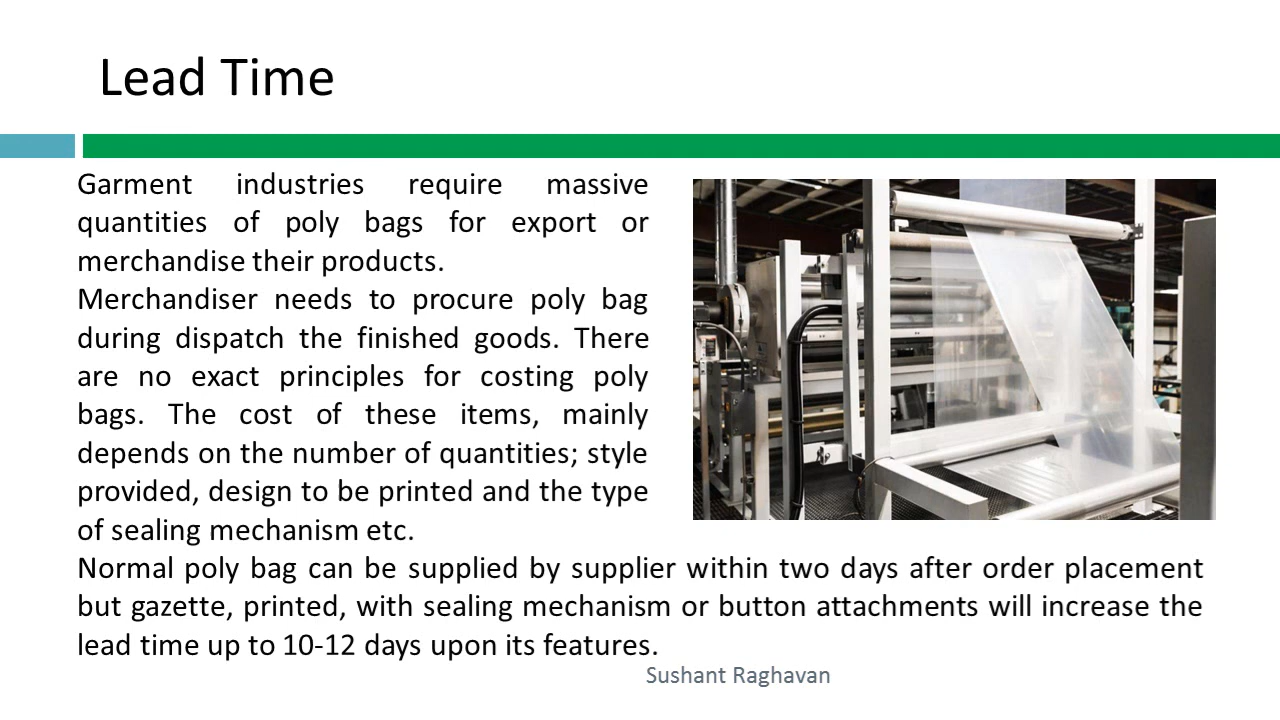 Lead Time
Garment industries require massive
quantities of poly bags for export or
merchandise their products.
Merchandiser needs to procure poly bag
during dispatch the finished goods. There
are no exact principles for costing poly
bags. The cost of these items, mainly
depends on the number of quantities; style
provided, design to be printed and the type
of sealing mechanism etc.
Normal poly bag can be supplied by supplier within two days after order placement
but gazette, printed, with sealing mechanism or button attachments will increase the
lead time up to 10-12 days upon its features.
Sushant Raghavan